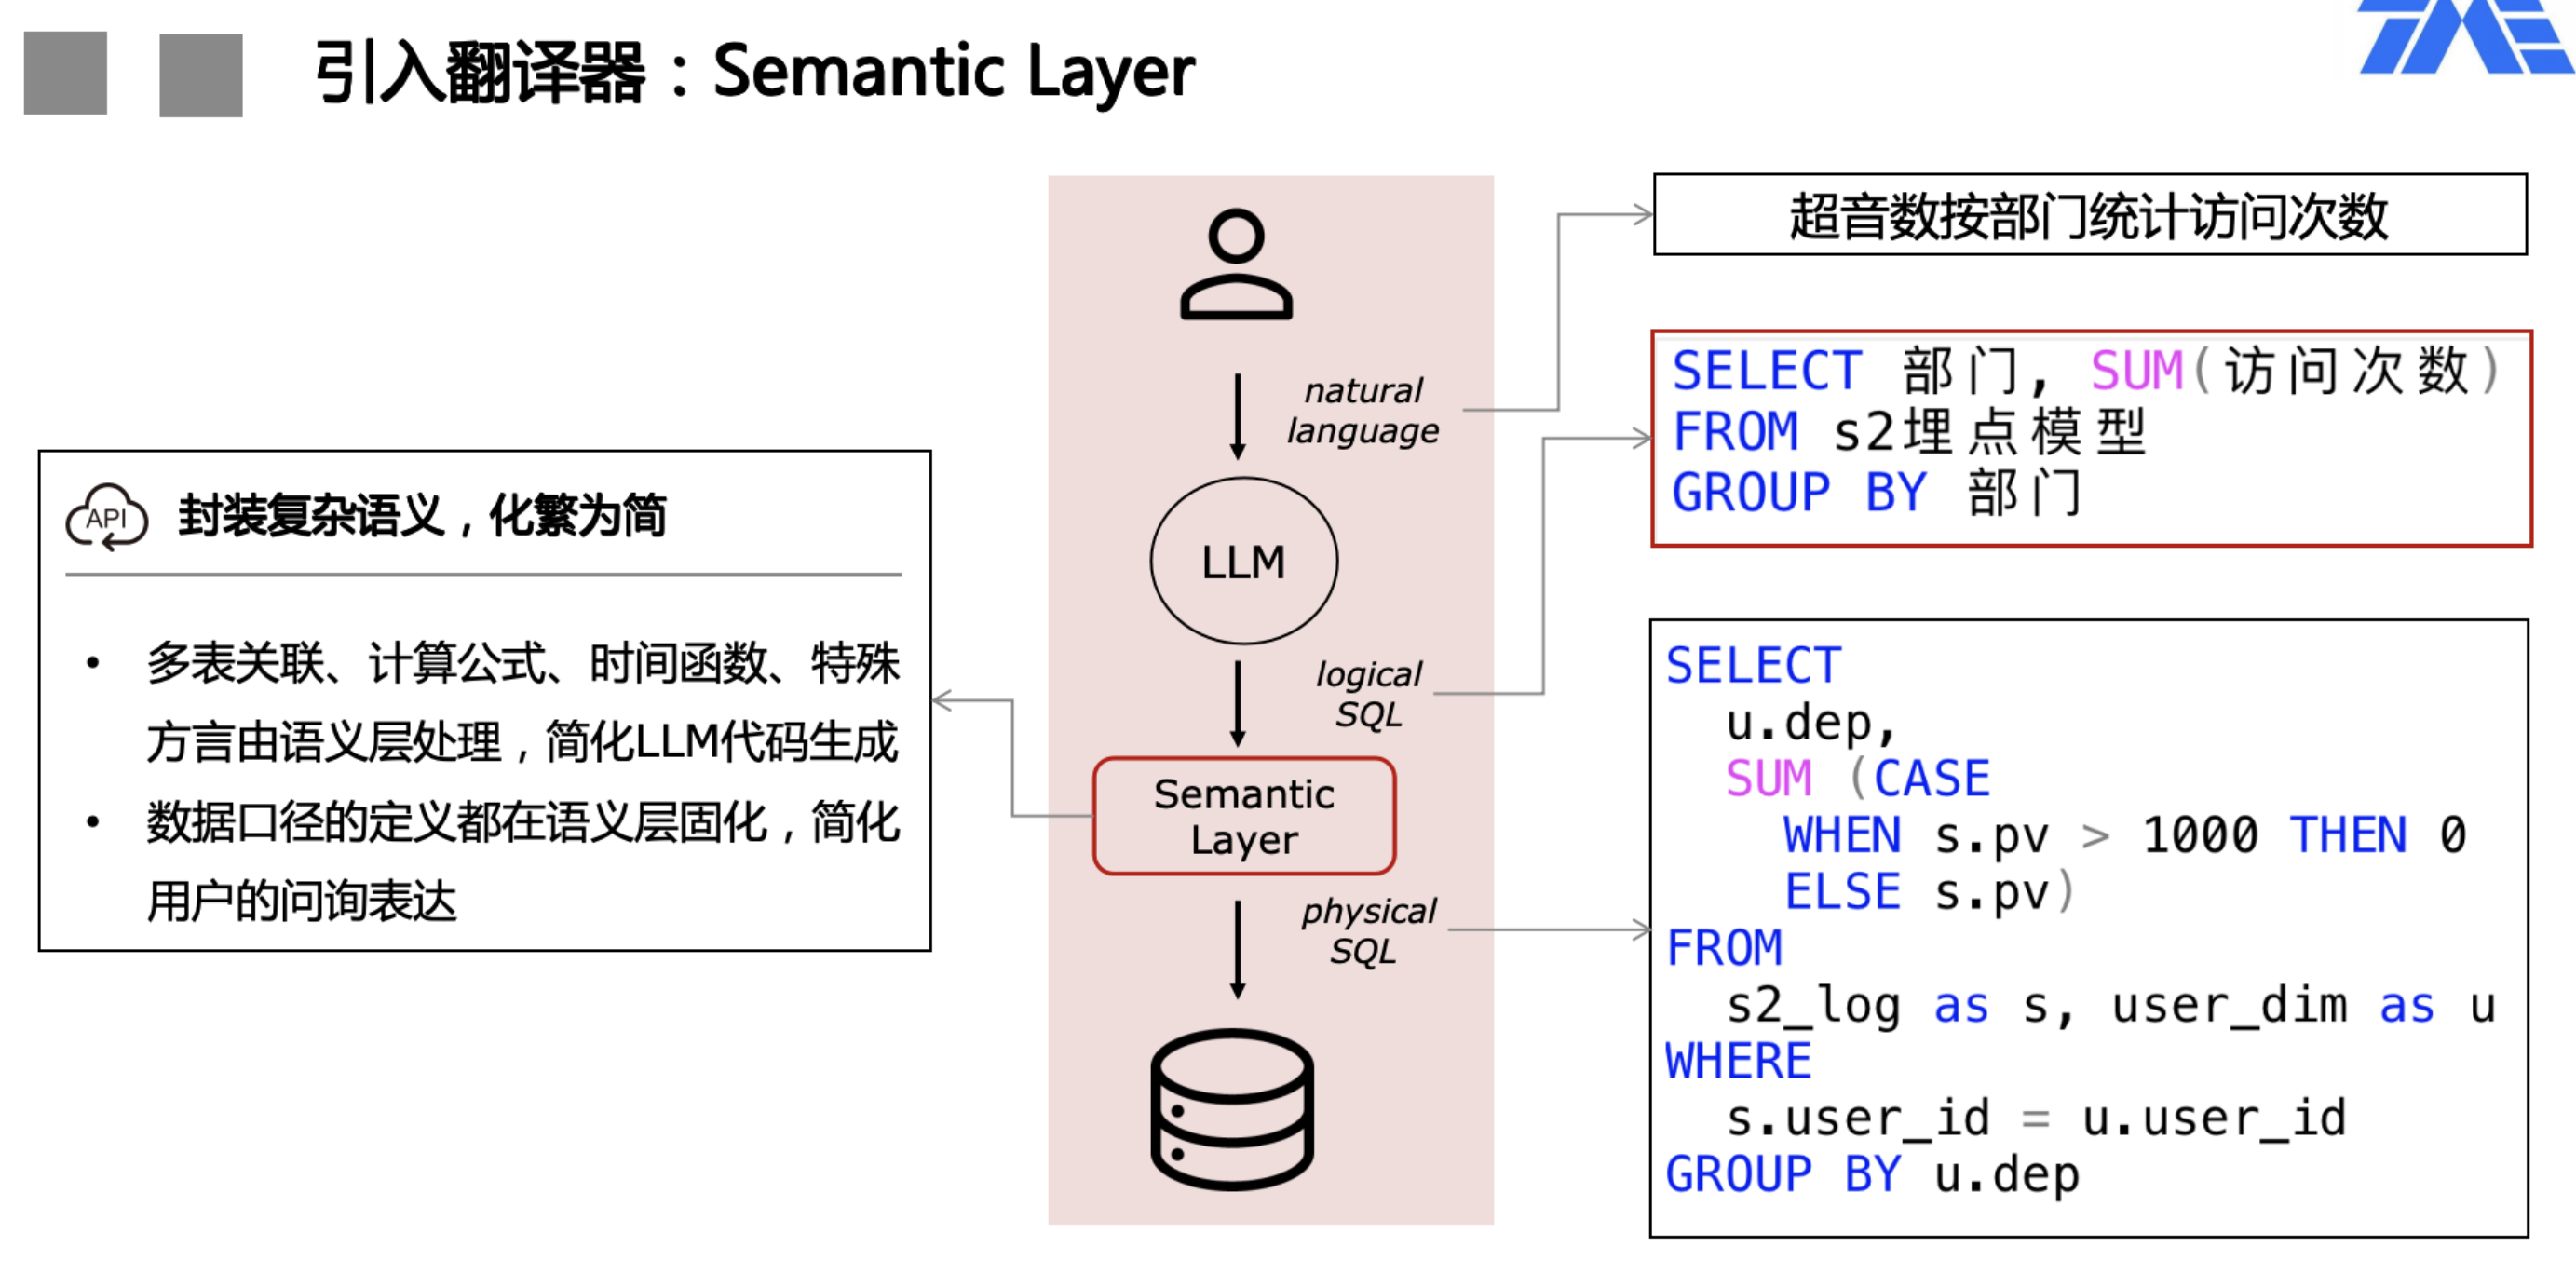 引入翻译器：Semantic Layer
API
封装复杂语义，化繁为简
• 多表关联、计算公式、时间函数、特殊
方言由语义层处理，简化LLM代码生成
• 数据口径的定义都在语义层固化，简化
用户的问询表达
natural
language
LLM
logical
SQL
Semantic
Layer
physical
SQL
超音数按部门统计访问次数
SELECT 部门, SUM(访问次数)
FROM s2埋点模型
GROUP BY 部门
SELECT
u.dep,
SUM (CASE
WHEN s.pv > 1000 THEN 0
ELSE s.pv)
FROM
s2_log as s, user_dim as u
WHERE
s.user_id = u.user_id
GROUP BY u.dep